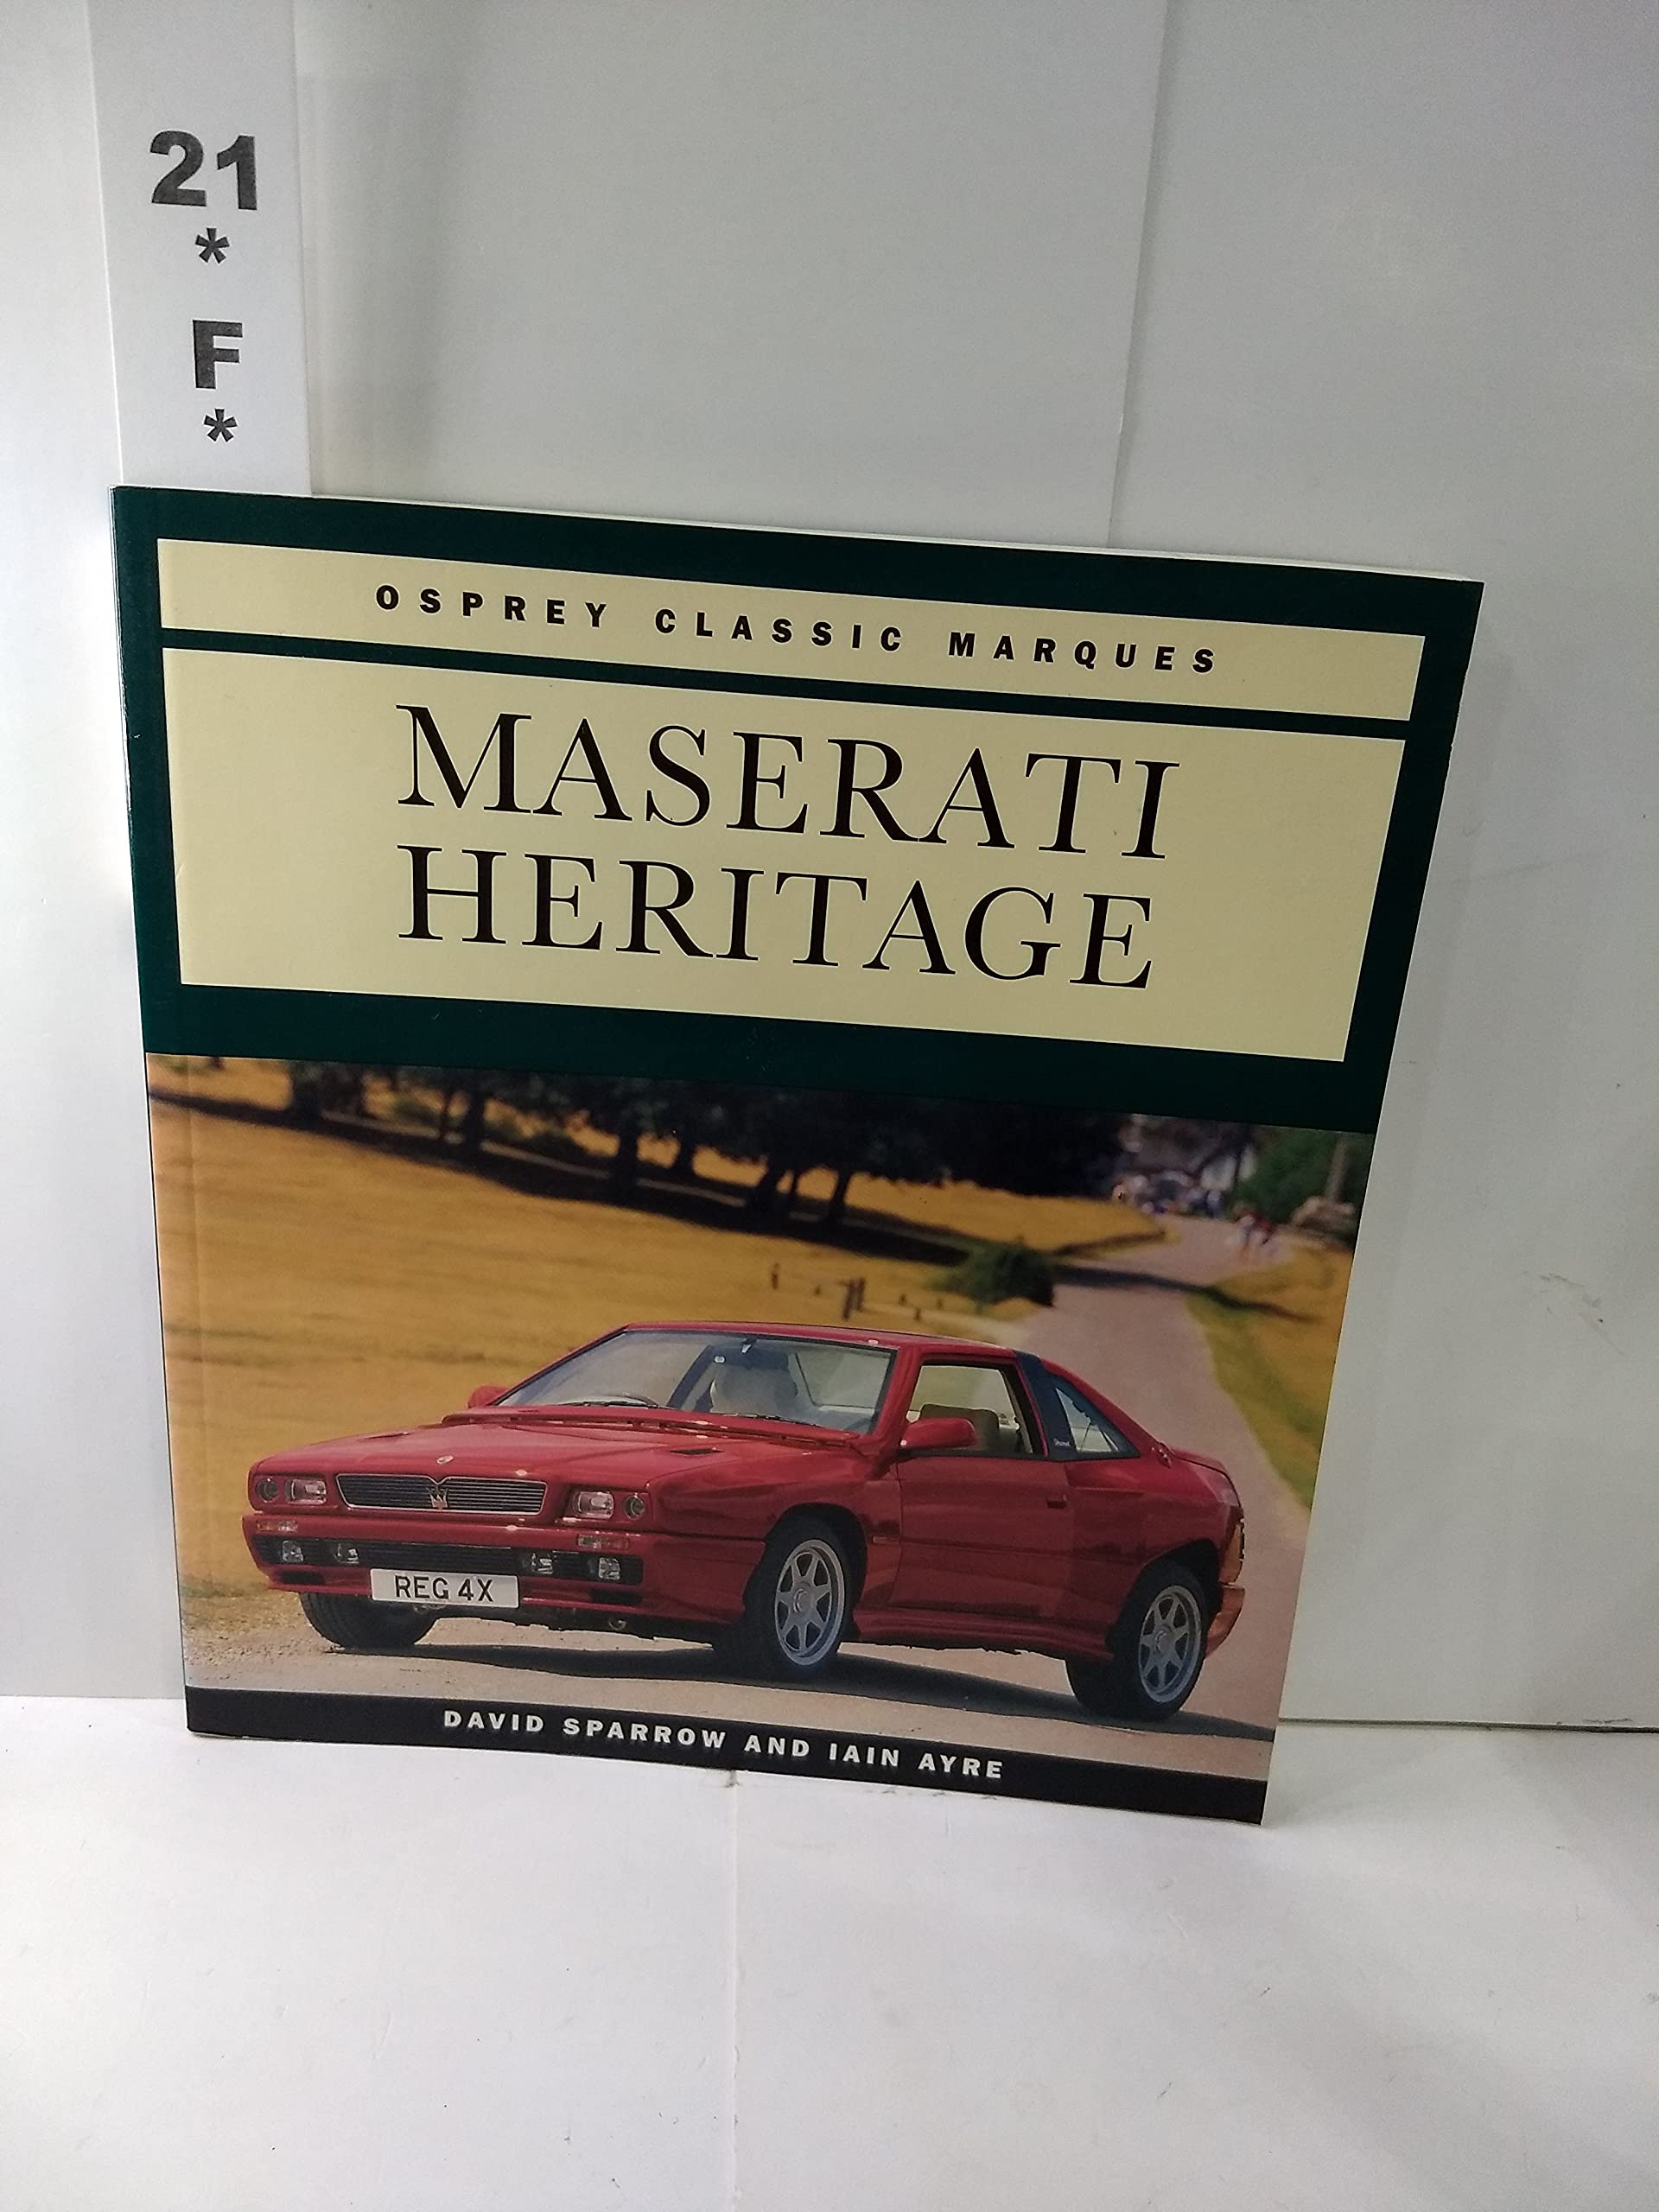 21
*
F
*
OSPREY CLASSIC MARQUES
MASERATI
HERITAGE
REG 4X
DAVID SPARROW AND IAIN AYRE